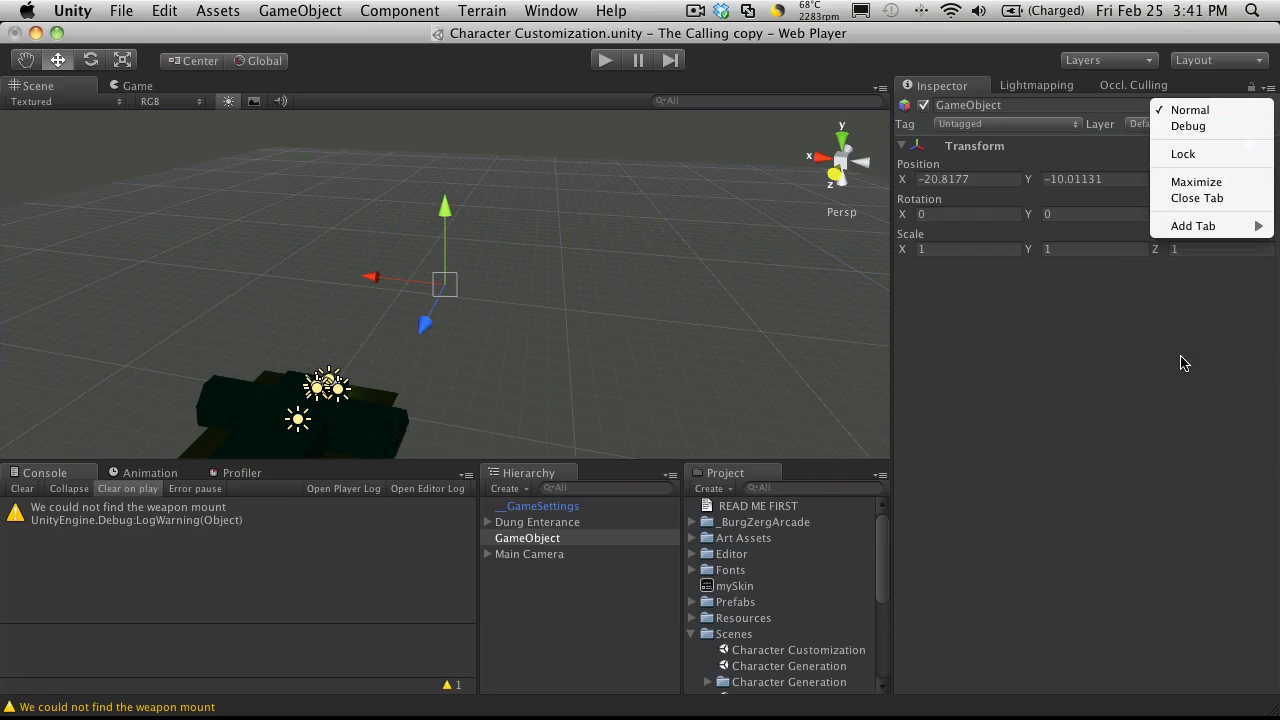 Unity File Edit Assets GameObject Component Terrain Window Help 68°C 2283rpm (Charged) Fri Feb 25 3:41 PM
Character Customization.unity – The Calling copy – Web Player
Center Global Layers Layout
Scene Game
Textured RGB All
y
x
z
Persp
Inspector Lightmapping Occl. Culling
GameObject
Tag Untagged Layer Defa
Transform
Position
X -20.8177 Y -10.01131
Rotation
X 0 Y 0
Scale
X 1 Y 1 Z 1
Normal
Debug
Lock
Maximize
Close Tab
Add Tab
Console Animation Profiler
Clear Collapse Clear on play Error pause Open Player Log Open Editor Log
We could not find the weapon mount
UnityEngine.Debug:LogWarning(Object)
1
Hierarchy
Create All
__GameSettings
Dung Enterance
GameObject
Main Camera
Project
Create All
READ ME FIRST
_BurgZergArcade
Art Assets
Editor
Fonts
mySkin
Prefabs
Resources
Scenes
Character Customization
Character Generation
Character Generation
We could not find the weapon mount